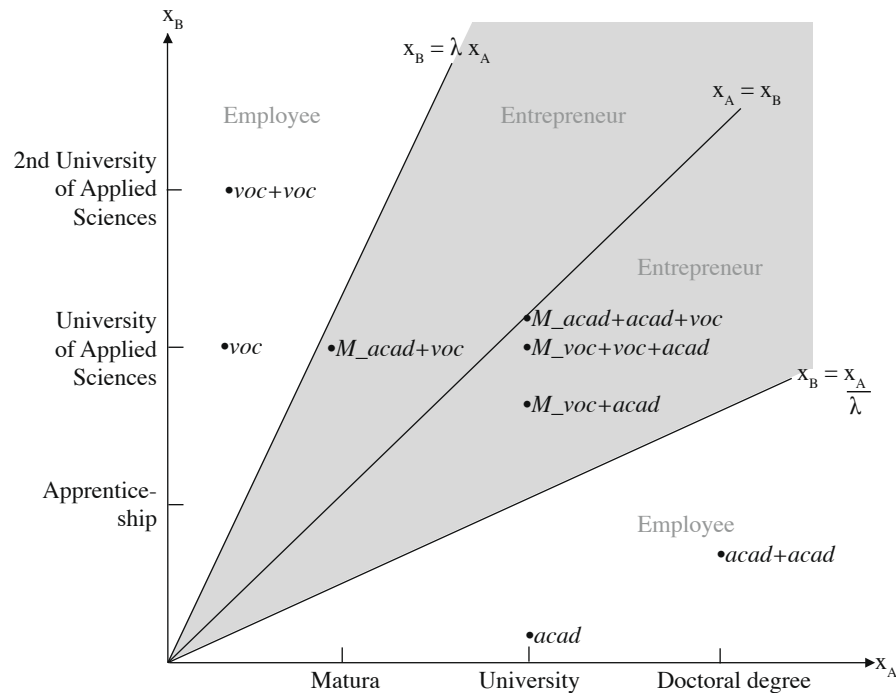 x_B
x_B = λ x_A
x_A = x_B
Employee
Entrepreneur
2nd University
of Applied
Sciences
•voc+voc
Entrepreneur
•M_acad+acad+voc
University
of Applied
Sciences
•voc
•M_acad+voc
•M_voc+voc+acad
x_B = x_A
λ
•M_voc+acad
Apprentice-
ship
Employee
•acad+acad
•acad
x_A
Matura
University
Doctoral degree